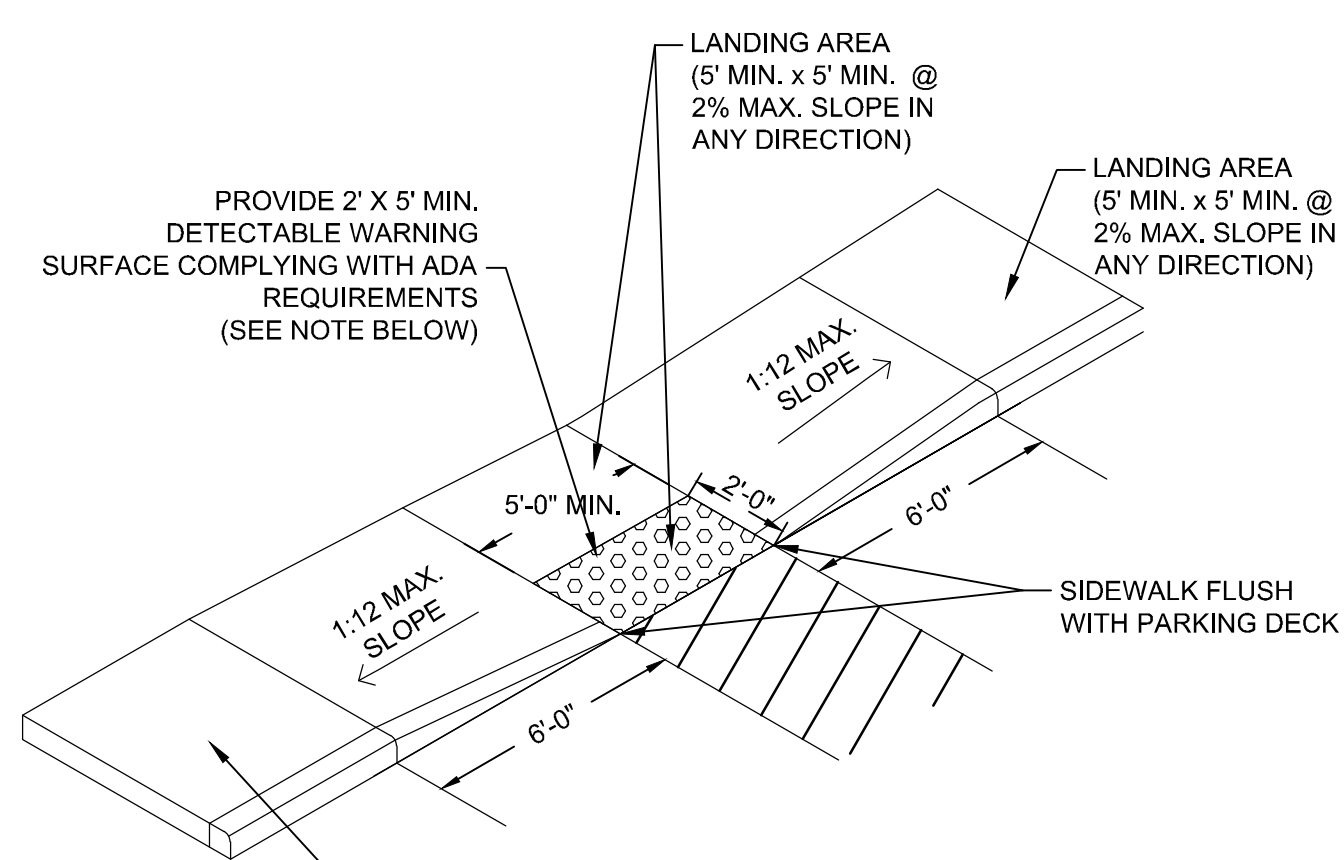 LANDING AREA
(5' MIN. x 5' MIN. @
2% MAX. SLOPE IN
ANY DIRECTION)
LANDING AREA
(5' MIN. x 5' MIN. @
2% MAX. SLOPE IN
ANY DIRECTION)
PROVIDE 2' X 5' MIN.
DETECTABLE WARNING
SURFACE COMPLYING WITH ADA
REQUIREMENTS
(SEE NOTE BELOW)
1:12 MAX.
SLOPE
5'-0" MIN.
2'-0"
6'-0"
1:12 MAX.
SLOPE
6'-0"
SIDEWALK FLUSH
WITH PARKING DECK